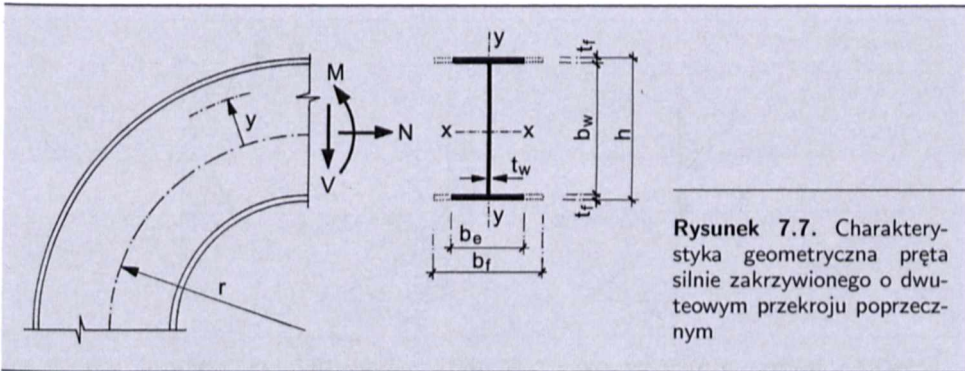 M
y
N
V
r
y
t_f
x x
b_w
h
t_w
t_f
y
b_e
b_f
Rysunek 7.7. Charaktery-
styka geometryczna pręta
silnie zakrzywionego o dwu-
teowym przekroju poprzecz-
nym